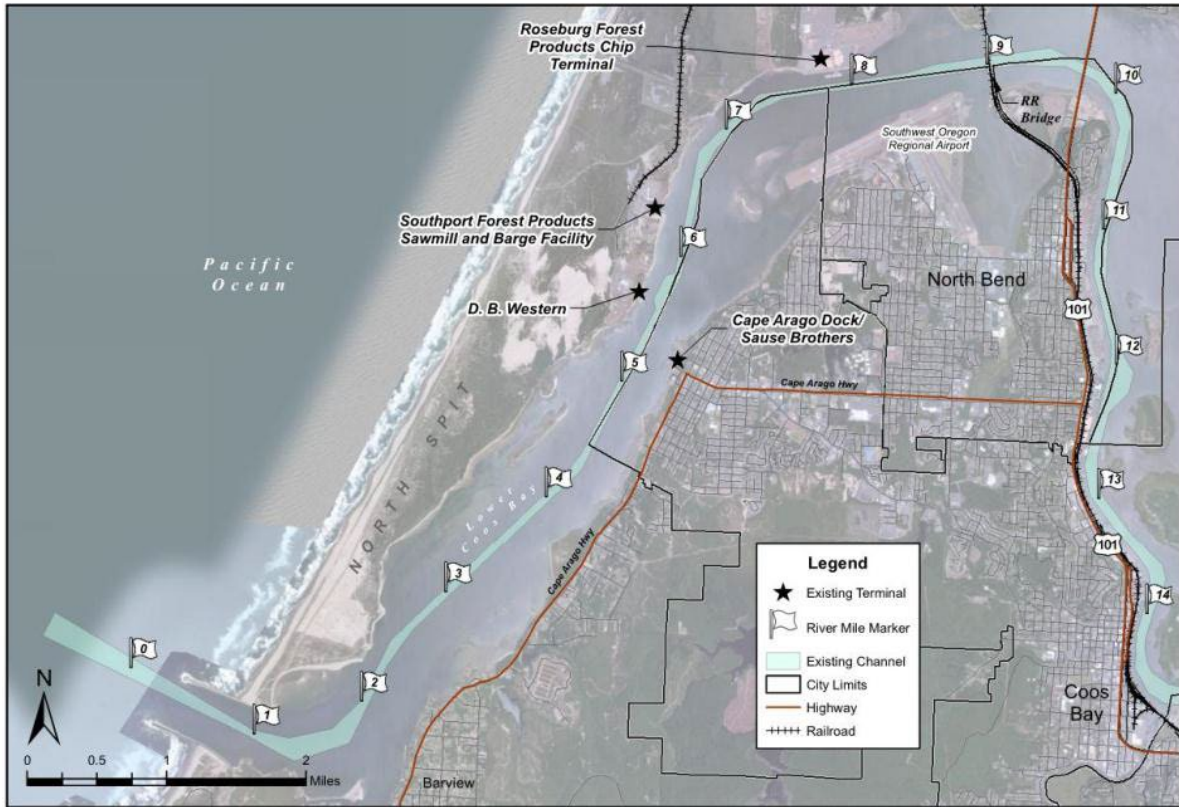 Roseburg Forest
Products Chip
Terminal
9
8
10
7
RR
Bridge
Southwest Oregon
Regional Airport
Southport Forest Products
Sawmill and Barge Facility
11
6
Pacific
Ocean
North Bend
D. B. Western
101
Cape Arago Dock/
Sause Brothers
12
5
Cape Arago Hwy
NORTH SPIT
4
13
Lower
Coos Bay
Cape Arago Hwy
101
3
14
Legend
Existing Terminal
River Mile Marker
Existing Channel
City Limits
Highway
Railroad
0
2
1
N
Coos
Bay
0 0.5 1 2
Miles
Barview